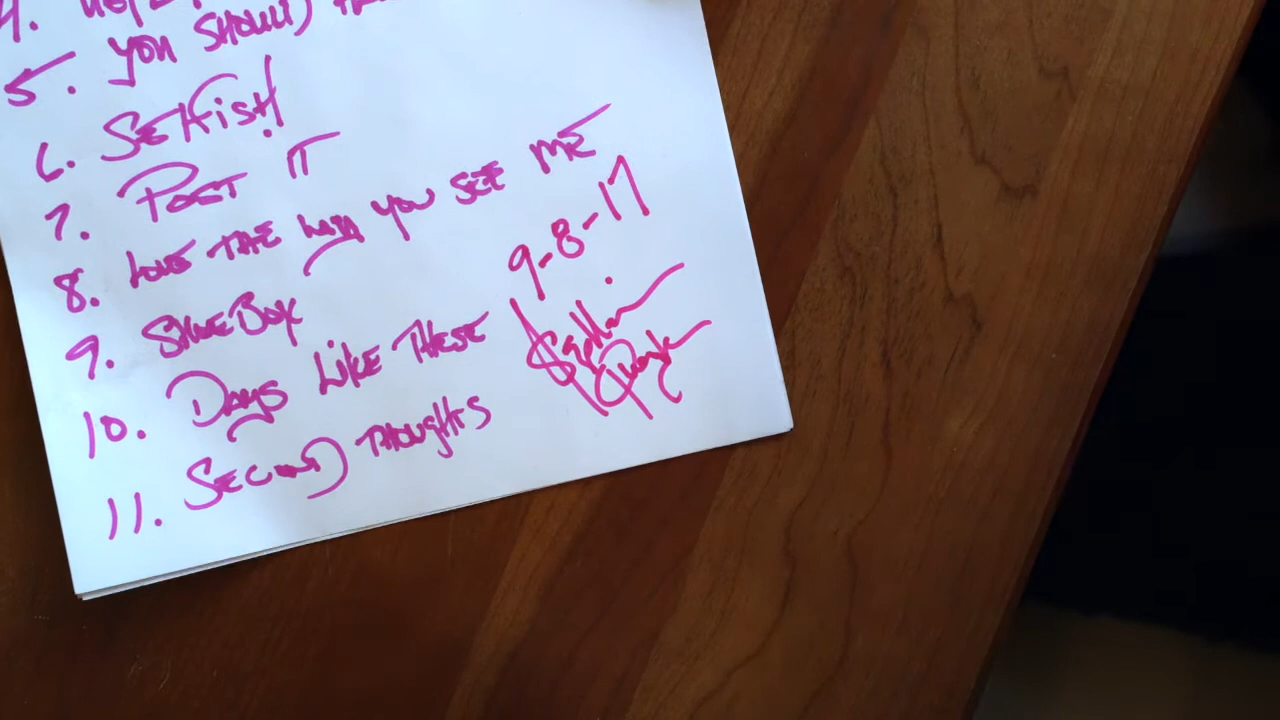 4.
5. YOU SHOULD
6. SELFISH
7. POST IT
8. LOVE THE WAY YOU SEE ME
9. SHOEBOX
10. DAYS LIKE THESE
11. SECOND THOUGHTS
9-8-17